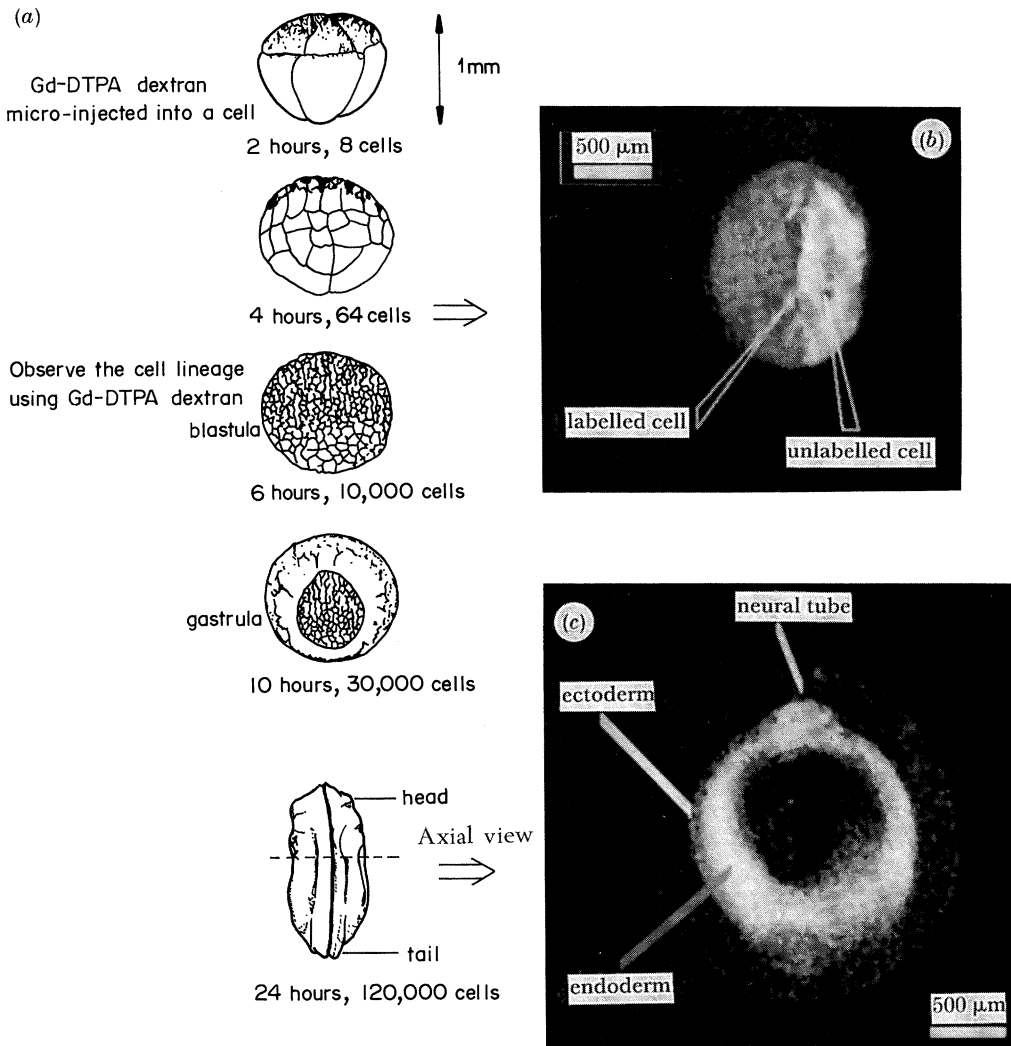 (a)
1mm
Gd-DTPA dextran
micro-injected into a cell
2 hours, 8 cells
4 hours, 64 cells
Observe the cell lineage
using Gd-DTPA dextran
blastula
6 hours, 10,000 cells
gastrula
10 hours, 30,000 cells
head
Axial view
tail
24 hours, 120,000 cells
(b)
500 μm
labelled cell
unlabelled cell
(c)
neural tube
ectoderm
endoderm
500 μm